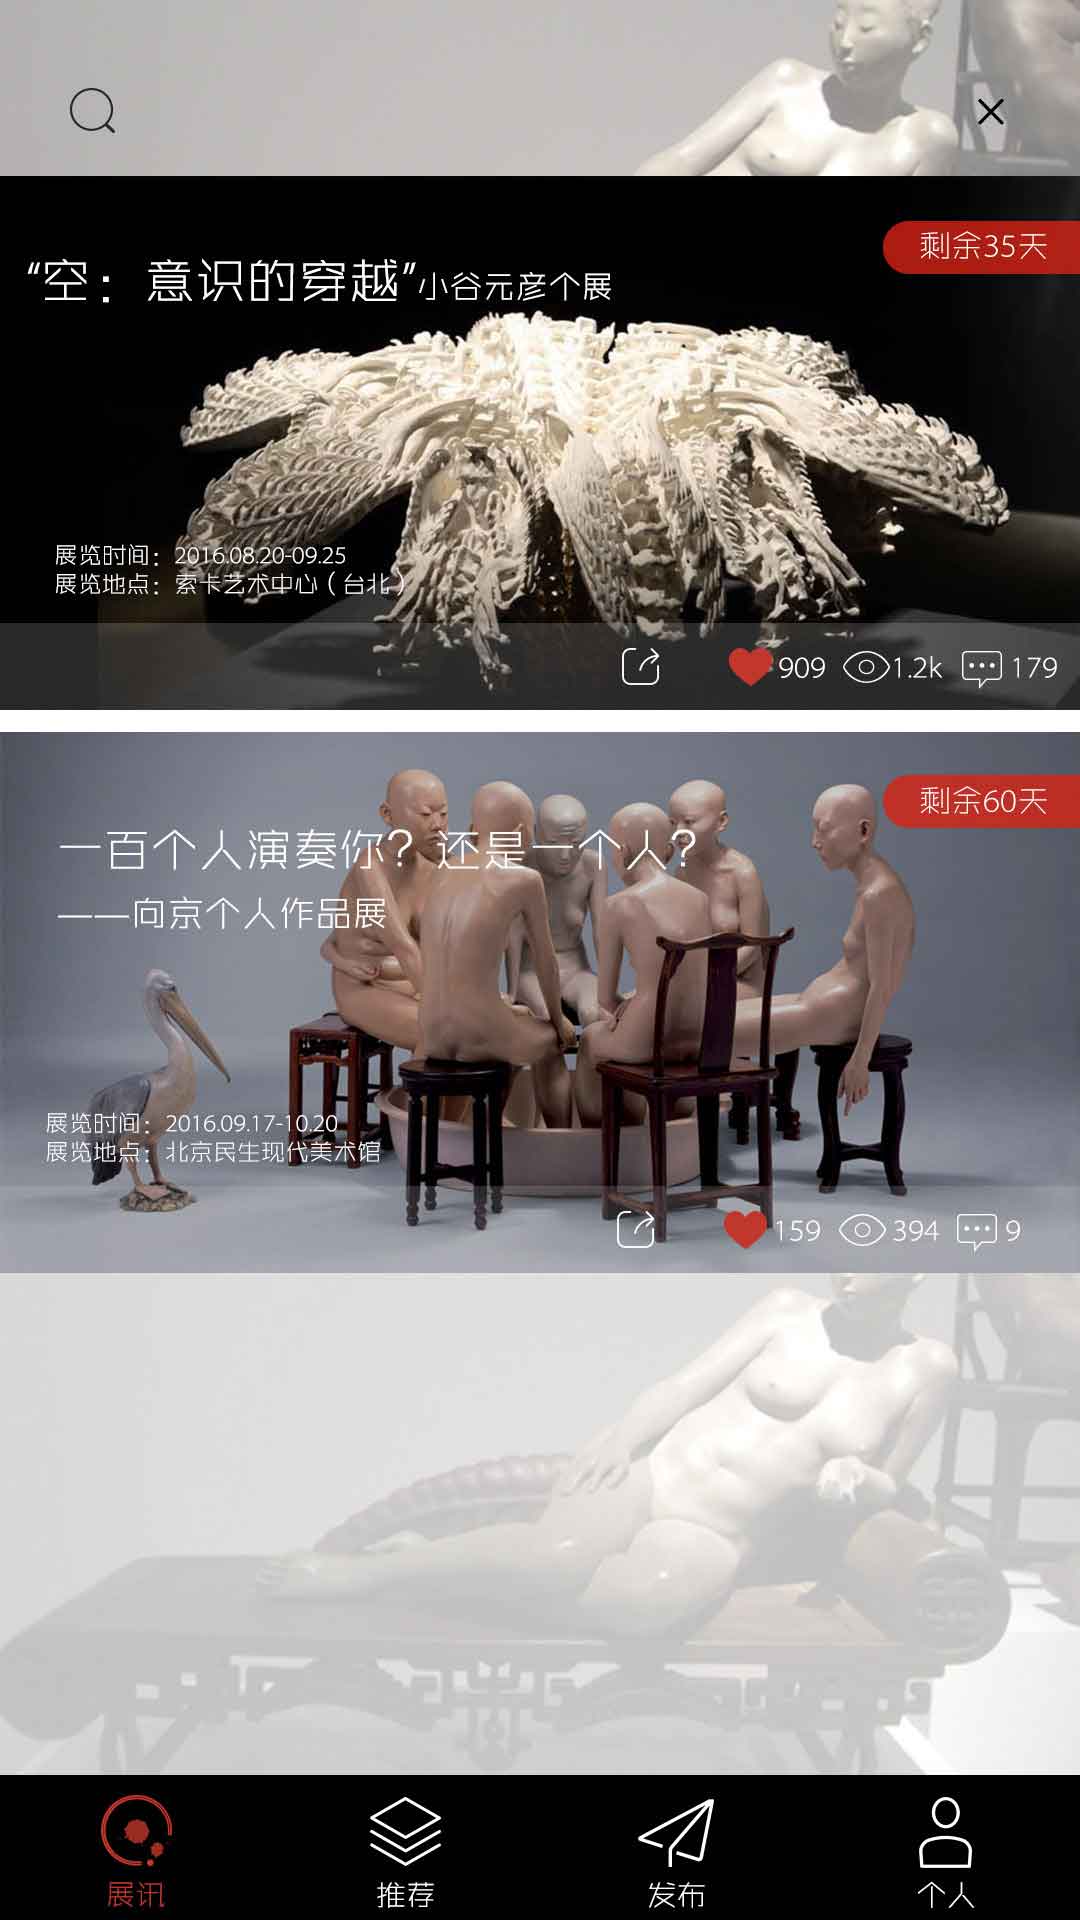 剩余35天
“空：意识的穿越”小谷元彦个展
展览时间：2016.08.20-09.25
展览地点：索卡艺术中心（台北）
909 1.2k 179
剩余60天
一百个人演奏你？还是一个人？
——向京个人作品展
展览时间：2016.09.17-10.20
展览地点：北京民生现代美术馆
159 394 9
展讯 推荐 发布 个人